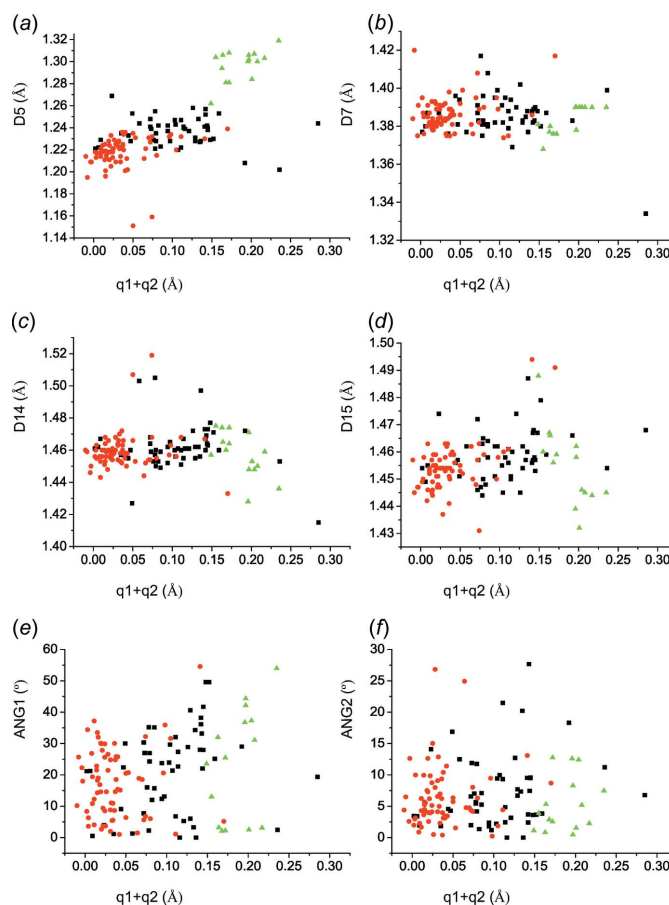 (a)
(b)
D5 (Å)
1.32
1.30
1.28
1.26
1.24
1.22
1.20
1.18
1.16
1.14
0.00 0.05 0.10 0.15 0.20 0.25 0.30
q1+q2 (Å)
D7 (Å)
1.42
1.40
1.38
1.36
1.34
1.32
0.00 0.05 0.10 0.15 0.20 0.25 0.30
q1+q2 (Å)
(c)
(d)
D14 (Å)
1.52
1.50
1.48
1.46
1.44
1.42
1.40
0.00 0.05 0.10 0.15 0.20 0.25 0.30
q1+q2 (Å)
D15 (Å)
1.50
1.49
1.48
1.47
1.46
1.45
1.44
1.43
0.00 0.05 0.10 0.15 0.20 0.25 0.30
q1+q2 (Å)
(e)
(f)
ANG1 (º)
60
50
40
30
20
10
0
0.00 0.05 0.10 0.15 0.20 0.25 0.30
q1+q2 (Å)
ANG2 (º)
30
25
20
15
10
5
0
0.00 0.05 0.10 0.15 0.20 0.25 0.30
q1+q2 (Å)